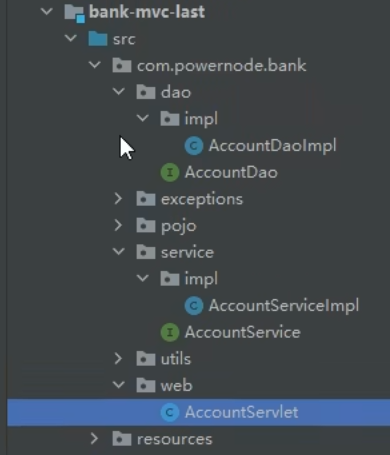 bank-mvc-last
src
com.powernode.bank
dao
impl
AccountDaoImpl
AccountDao
exceptions
pojo
service
impl
AccountServiceImpl
AccountService
utils
web
AccountServlet
resources